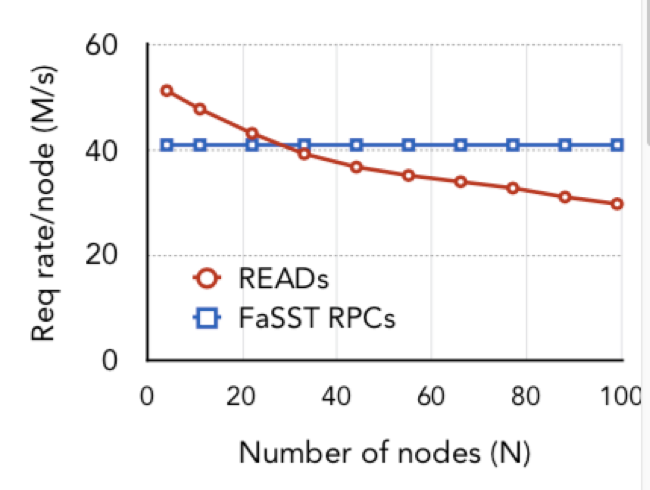 60
40
20
0
Req rate/node (M/s)
READs
FaSST RPCs
0 20 40 60 80 100
Number of nodes (N)